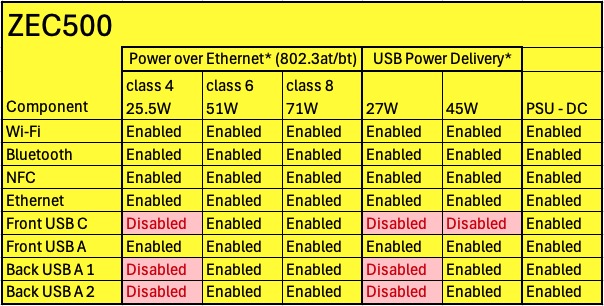 ZEC500
Power over Ethernet* (802.3at/bt) USB Power Delivery*
class 4 class 6 class 8
Component 25.5W 51W 71W 27W 45W PSU - DC
Wi-Fi Enabled Enabled Enabled Enabled Enabled Enabled
Bluetooth Enabled Enabled Enabled Enabled Enabled Enabled
NFC Enabled Enabled Enabled Enabled Enabled Enabled
Ethernet Enabled Enabled Enabled Enabled Enabled Enabled
Front USB C Disabled Enabled Enabled Disabled Disabled Enabled
Front USB A Enabled Enabled Enabled Enabled Enabled Enabled
Back USB A 1 Disabled Enabled Enabled Disabled Enabled Enabled
Back USB A 2 Disabled Enabled Enabled Disabled Enabled Enabled